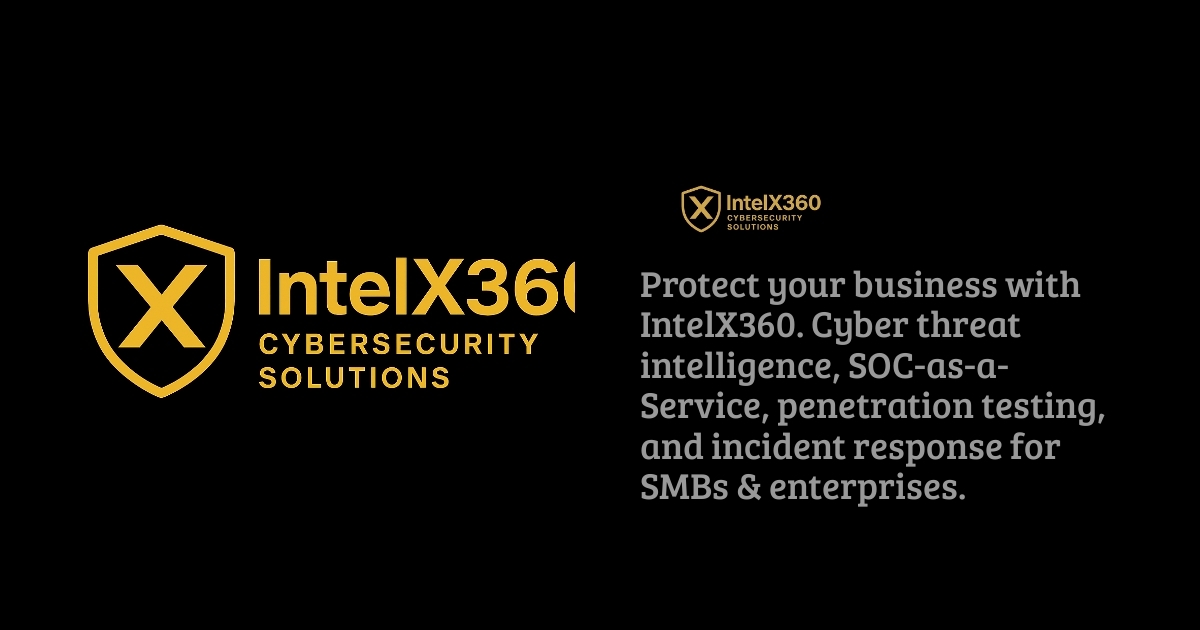 X
IntelX360
CYBERSECURITY
SOLUTIONS
X
IntelX360
CYBERSECURITY
SOLUTIONS
Protect your business with
IntelX360. Cyber threat
intelligence, SOC-as-a-
Service, penetration testing,
and incident response for
SMBs & enterprises.